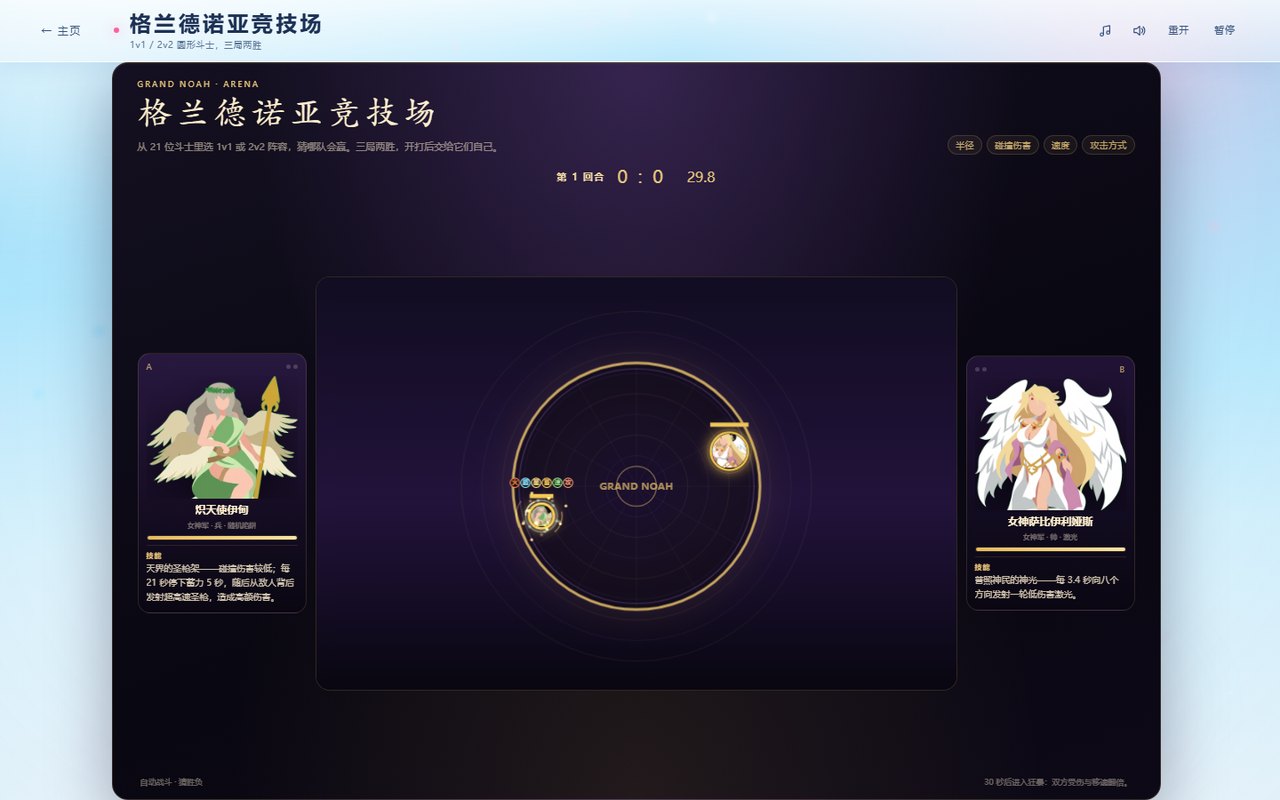 ← 主页
格兰德诺亚竞技场
1v1 / 2v2 圆形斗士，三局两胜
重开
暂停
GRAND NOAH · ARENA
格兰德诺亚竞技场
从 21 位斗士里选 1v1 或 2v2 阵容，猜哪队会赢。三局两胜，开打后交给它们自己。
半径
碰撞伤害
速度
攻击方式
第 1 回合
0 : 0
29.8
A
炽天使伊甸
女神军 · 兵 · 随机陷阱
技能
天界的圣枪架——碰撞伤害较低；每
21 秒停下蓄力 5 秒，随后从敌人背后
发射超高速圣枪，造成高额伤害。
GRAND NOAH
B
女神萨比伊利娅斯
女神军 · 帅 · 激光
技能
普照神民的神光——每 3.4 秒向八个
方向发射一轮低伤害激光。
自动战斗 · 猜胜负
30 秒后进入狂暴：双方受伤与移速翻倍。